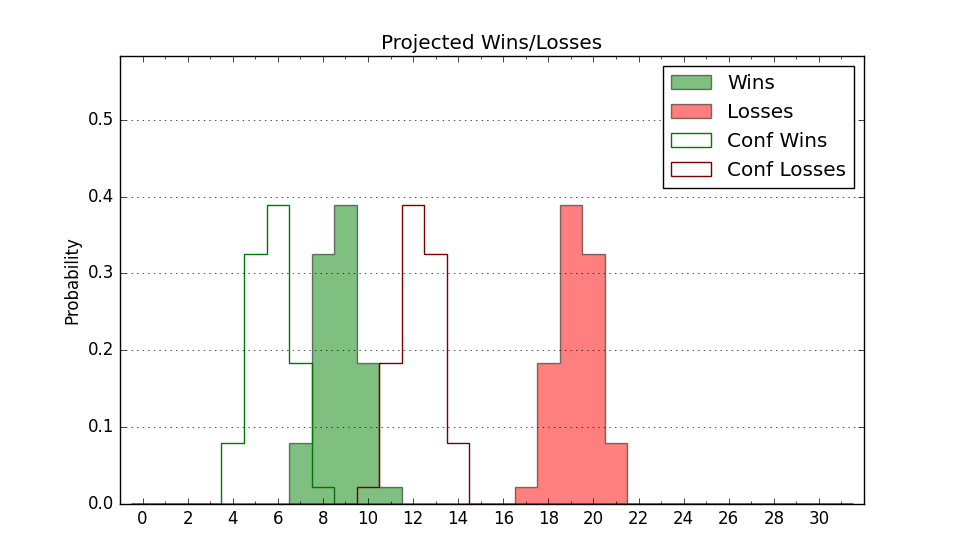 Projected Wins/Losses
Wins
Losses
Conf Wins
Conf Losses
Probability
0.5
0.4
0.3
0.2
0.1
0.0
0 2 4 6 8 10 12 14 16 18 20 22 24 26 28 30